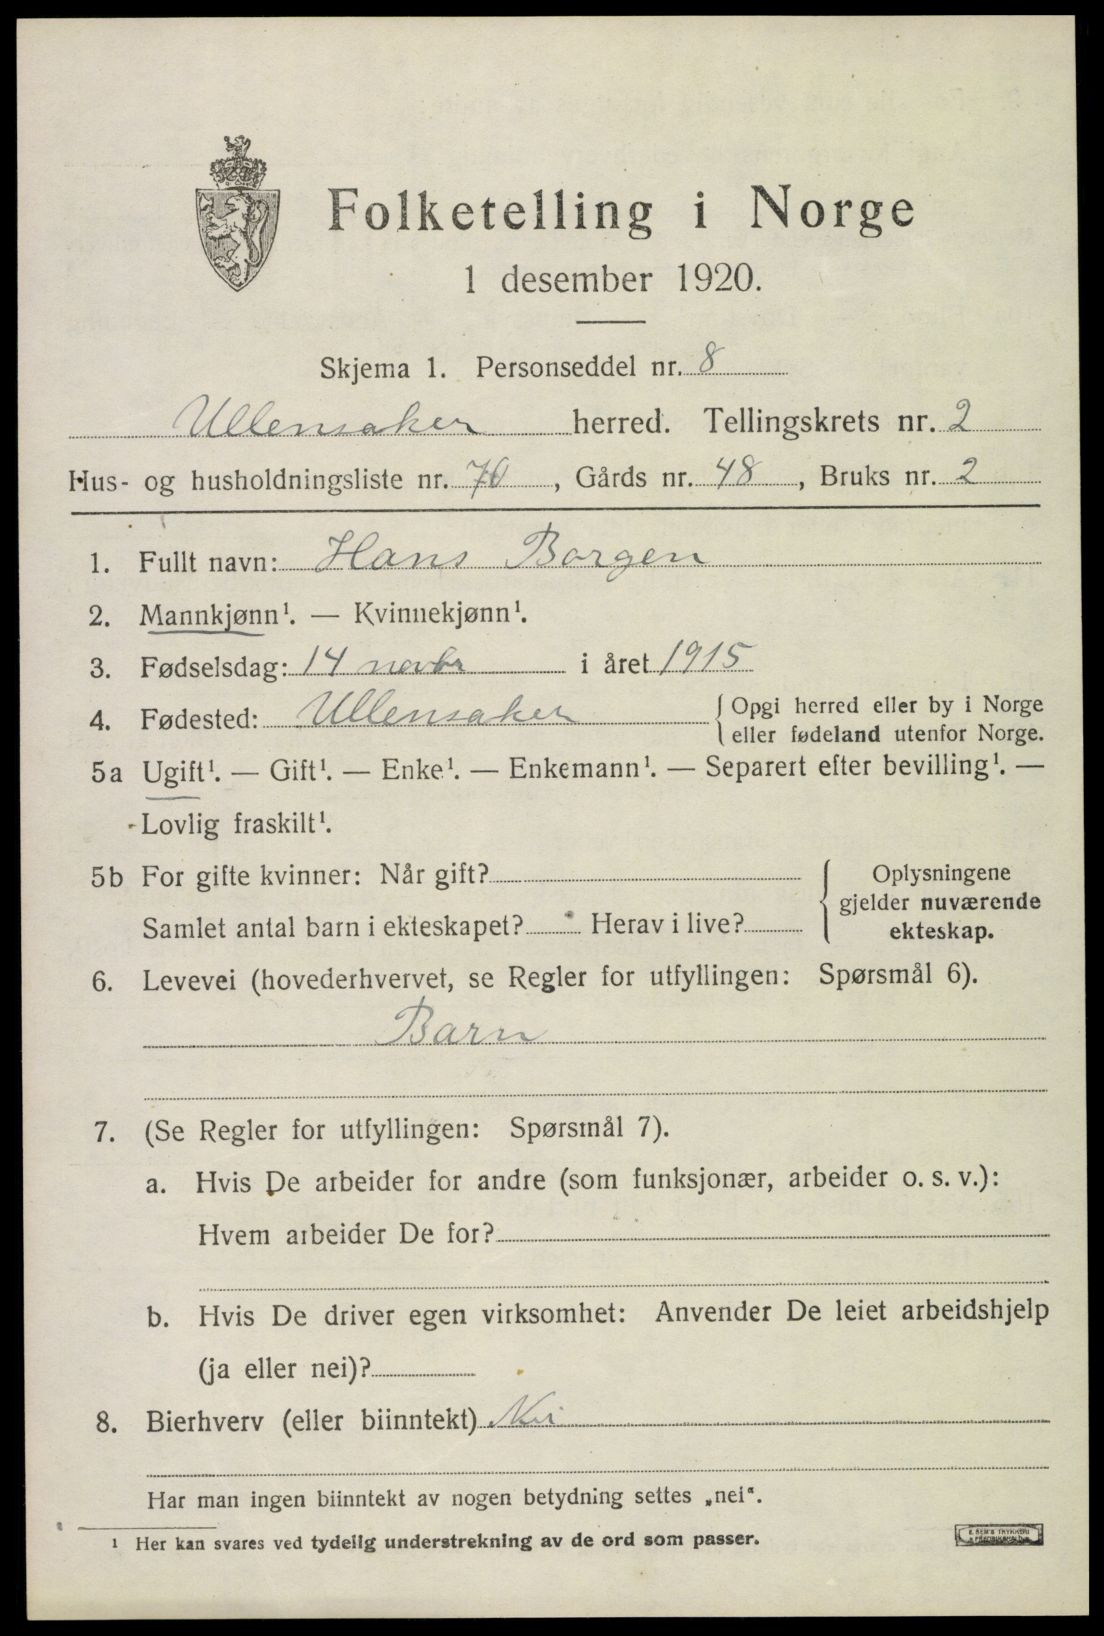 Folketelling i Norge
1 desember 1920.
Skjema 1. Personseddel nr. 8
Ullensaker herred. Tellingskrets nr. 2
Hus- og husholdningsliste nr. 70, Gårds nr. 48, Bruks nr. 2
1. Fullt navn: Hans Borgen
2. Mannkjønn¹. — Kvinnekjønn¹.
3. Fødselsdag: 14 novbr i året 1915
4. Fødested: Ullensaker { Opgi herred eller by i Norge
eller fødeland utenfor Norge.
5a Ugift¹. — Gift¹. — Enke¹. — Enkemann¹. — Separert efter bevilling¹. —
Lovlig fraskilt¹.
5b For gifte kvinner: Når gift?
Samlet antal barn i ekteskapet? Herav i live?
{ Oplysningene
gjelder nuværende
ekteskap.
6. Levevei (hovederhvervet, se Regler for utfyllingen: Spørsmål 6).
Barn
7. (Se Regler for utfyllingen: Spørsmål 7).
a. Hvis De arbeider for andre (som funksjonær, arbeider o. s. v.):
Hvem arbeider De for?
b. Hvis De driver egen virksomhet: Anvender De leiet arbeidshjelp
(ja eller nei)?
8. Bierhverv (eller biinntekt) Nei
Har man ingen biinntekt av nogen betydning settes „nei“.
¹ Her kan svares ved tydelig understrekning av de ord som passer.